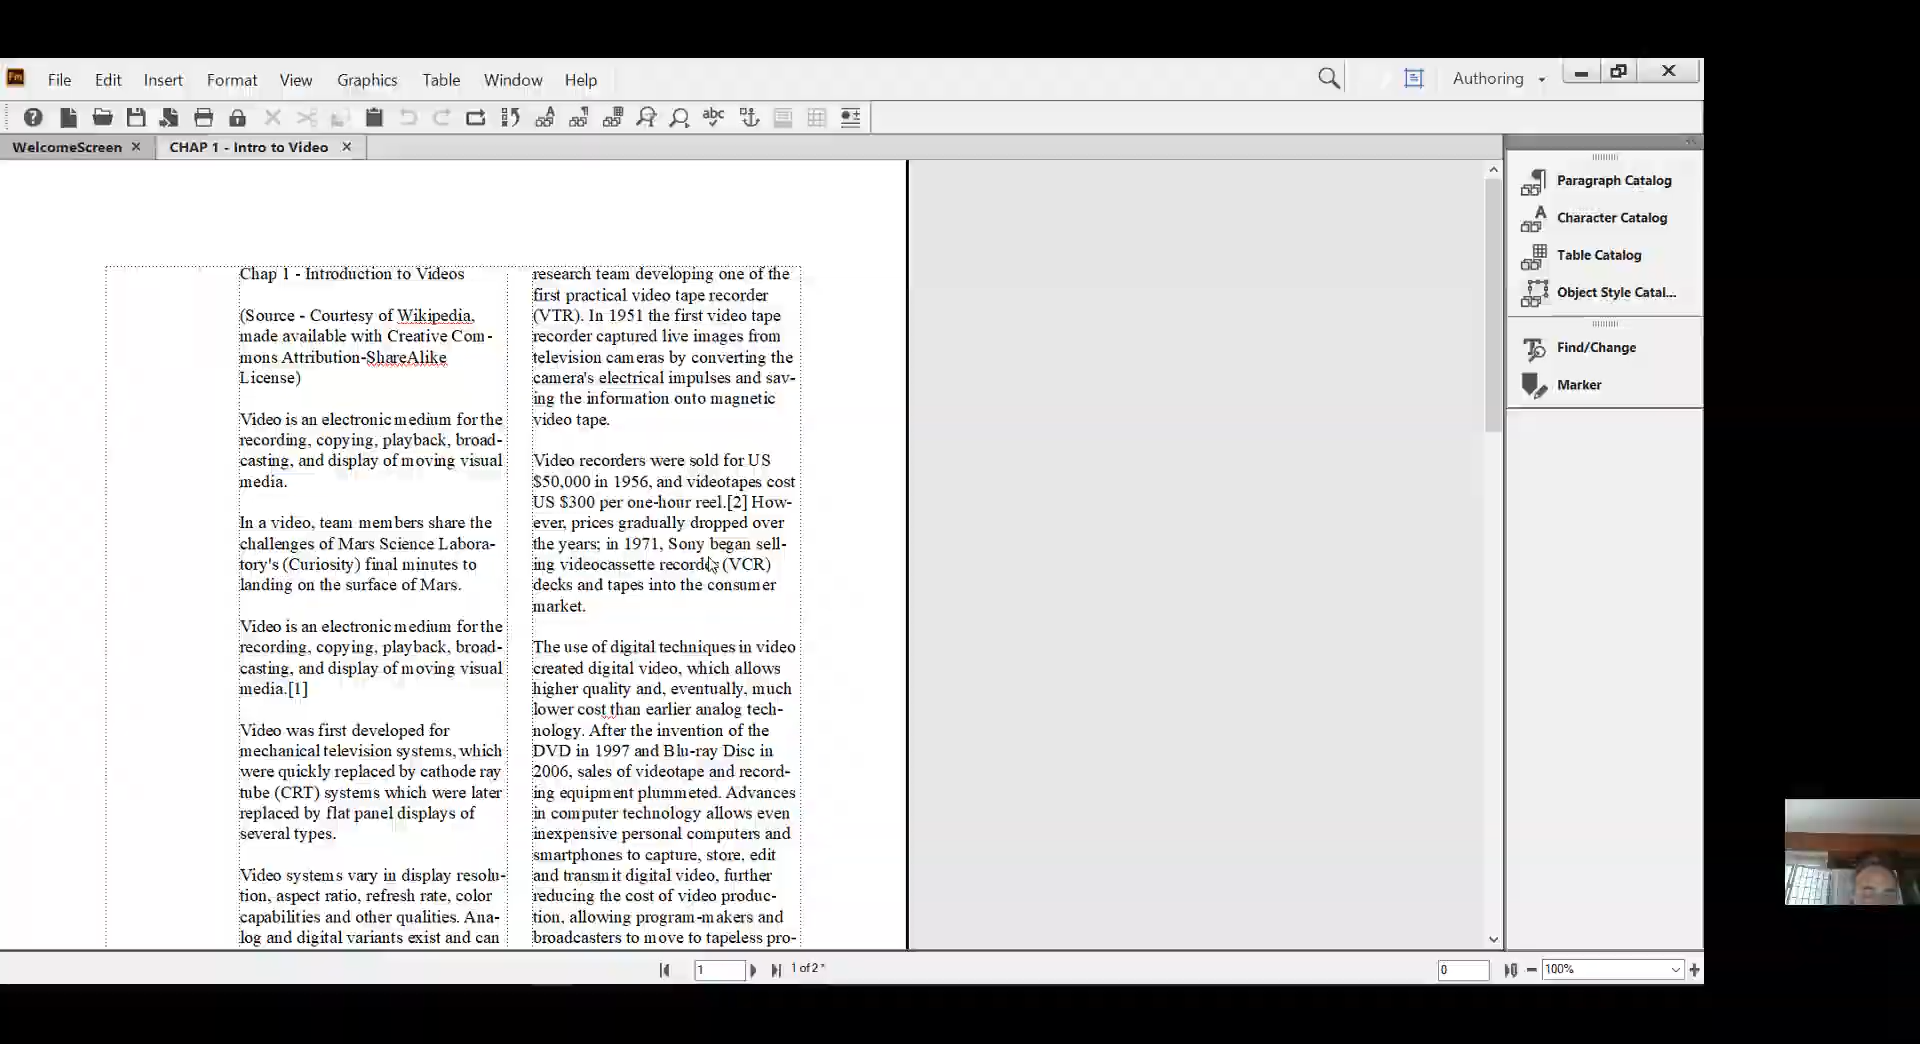 Fm File Edit Insert Format View Graphics Table Window Help Authoring
WelcomeScreen CHAP 1 - Intro to Video
Chap 1 - Introduction to Videos
(Source - Courtesy of Wikipedia,
made available with Creative Com-
mons Attribution-ShareAlike
License)
Video is an electronic medium for the
recording, copying, playback, broad-
casting, and display of moving visual
media.
In a video, team members share the
challenges of Mars Science Labora-
tory's (Curiosity) final minutes to
landing on the surface of Mars.
Video is an electronic medium for the
recording, copying, playback, broad-
casting, and display of moving visual
media.[1]
Video was first developed for
mechanical television systems, which
were quickly replaced by cathode ray
tube (CRT) systems which were later
replaced by flat panel displays of
several types.
Video systems vary in display resolu-
tion, aspect ratio, refresh rate, color
capabilities and other qualities. Ana-
log and digital variants exist and can
research team developing one of the
first practical video tape recorder
(VTR). In 1951 the first video tape
recorder captured live images from
television cameras by converting the
camera's electrical impulses and sav-
ing the information onto magnetic
video tape.
Video recorders were sold for US
$50,000 in 1956, and videotapes cost
US $300 per one-hour reel.[2] How-
ever, prices gradually dropped over
the years; in 1971, Sony began sell-
ing videocassette recorder (VCR)
decks and tapes into the consumer
market.
The use of digital techniques in video
created digital video, which allows
higher quality and, eventually, much
lower cost than earlier analog tech-
nology. After the invention of the
DVD in 1997 and Blu-ray Disc in
2006, sales of videotape and record-
ing equipment plummeted. Advances
in computer technology allows even
inexpensive personal computers and
smartphones to capture, store, edit
and transmit digital video, further
reducing the cost of video produc-
tion, allowing program-makers and
broadcasters to move to tapeless pro-
Paragraph Catalog
Character Catalog
Table Catalog
Object Style Catal...
Find/Change
Marker
1 1 of 2 * 0 100%